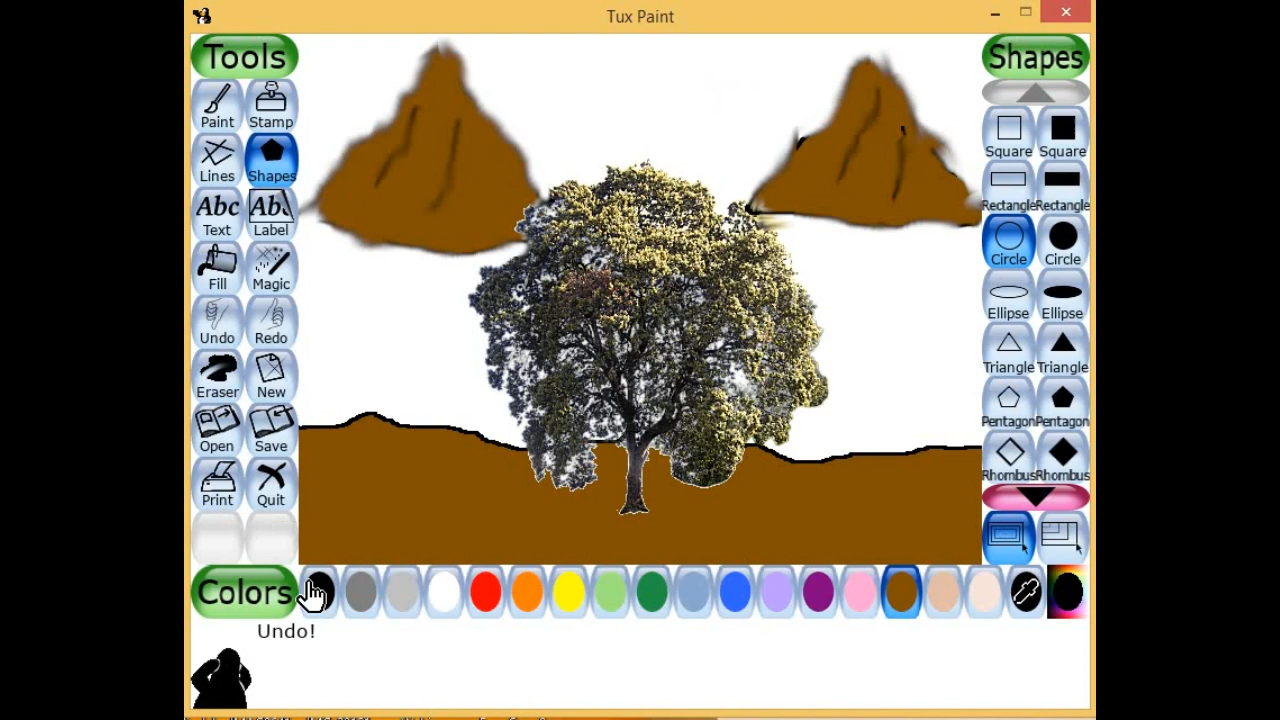 Tux Paint
Tools
Shapes
Paint Stamp
Square Square
Lines Shapes
Rectangle Rectangle
Abc Abc
Text Label
Circle Circle
Fill Magic
Ellipse Ellipse
Undo Redo
Triangle Triangle
Eraser New
Pentagon Pentagon
Open Save
Rhombus Rhombus
Print Quit
Colors
Undo!